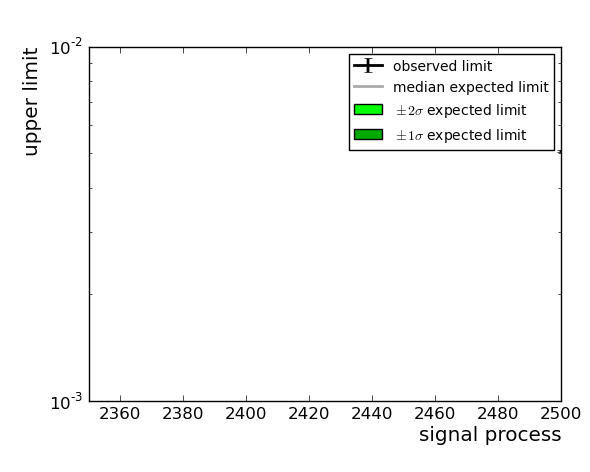 10^-2
upper limit
observed limit
median expected limit
±2σ expected limit
±1σ expected limit
10^-3
2360 2380 2400 2420 2440 2460 2480 2500
signal process